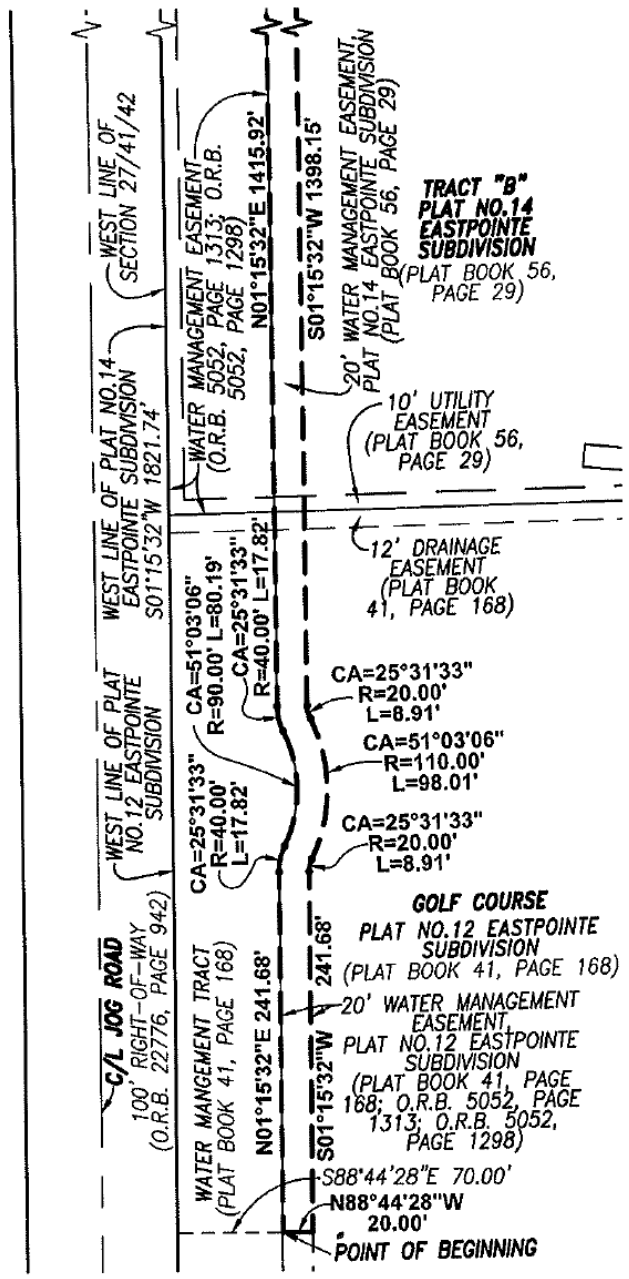 WEST LINE OF
SECTION 27/41/42
WATER MANAGEMENT EASEMENT
(O.R.B. 5052, PAGE 1313; O.R.B.
5052, PAGE 1298)
N01°15'32"E 1415.92'
S01°15'32"W 1398.15'
20' WATER MANAGEMENT EASEMENT,
PLAT NO.14 EASTPOINTE SUBDIVISION
(PLAT BOOK 56, PAGE 29)
TRACT "B"
PLAT NO.14
EASTPOINTE
SUBDIVISION
(PLAT BOOK 56,
PAGE 29)
10' UTILITY
EASEMENT
(PLAT BOOK 56,
PAGE 29)
WEST LINE OF PLAT NO.14
EASTPOINTE SUBDIVISION
S01°15'32"W 1821.74'
12' DRAINAGE
EASEMENT
(PLAT BOOK
41, PAGE 168)
CA=51°03'06"
R=90.00' L=80.19'
CA=25°31'33"
R=40.00' L=17.82'
CA=25°31'33"
R=20.00'
L=8.91'
CA=51°03'06"
R=110.00'
L=98.01'
CA=25°31'33"
R=20.00'
L=8.91'
WEST LINE OF PLAT
NO.12 EASTPOINTE
SUBDIVISION
CA=25°31'33"
R=40.00'
L=17.82'
C/L JOG ROAD
100' RIGHT-OF-WAY
(O.R.B. 22776, PAGE 942)
WATER MANGEMENT TRACT
(PLAT BOOK 41, PAGE 168)
N01°15'32"E 241.68'
S01°15'32"W 241.68'
GOLF COURSE
PLAT NO.12 EASTPOINTE
SUBDIVISION
(PLAT BOOK 41, PAGE 168)
20' WATER MANAGEMENT
EASEMENT,
PLAT NO.12 EASTPOINTE
SUBDIVISION
(PLAT BOOK 41, PAGE
168; O.R.B. 5052, PAGE
1313; O.R.B. 5052,
PAGE 1298)
S88°44'28"E 70.00'
N88°44'28"W
20.00'
POINT OF BEGINNING